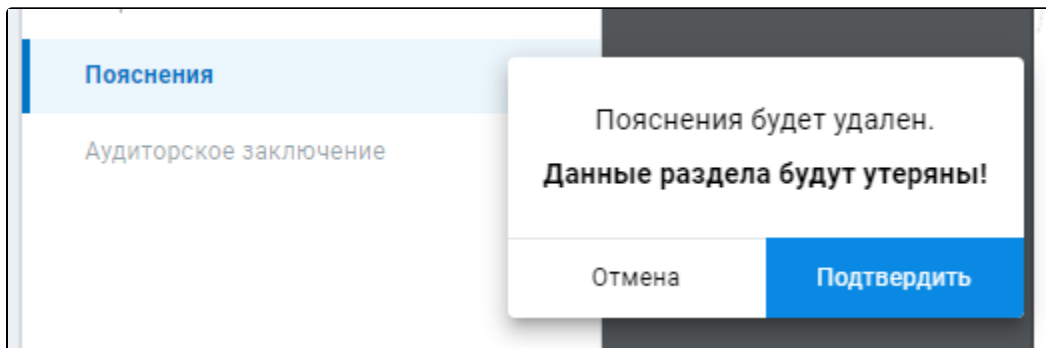 Пояснения
Аудиторское заключение
Пояснения будет удален.
Данные раздела будут утеряны!
Отмена
Подтвердить